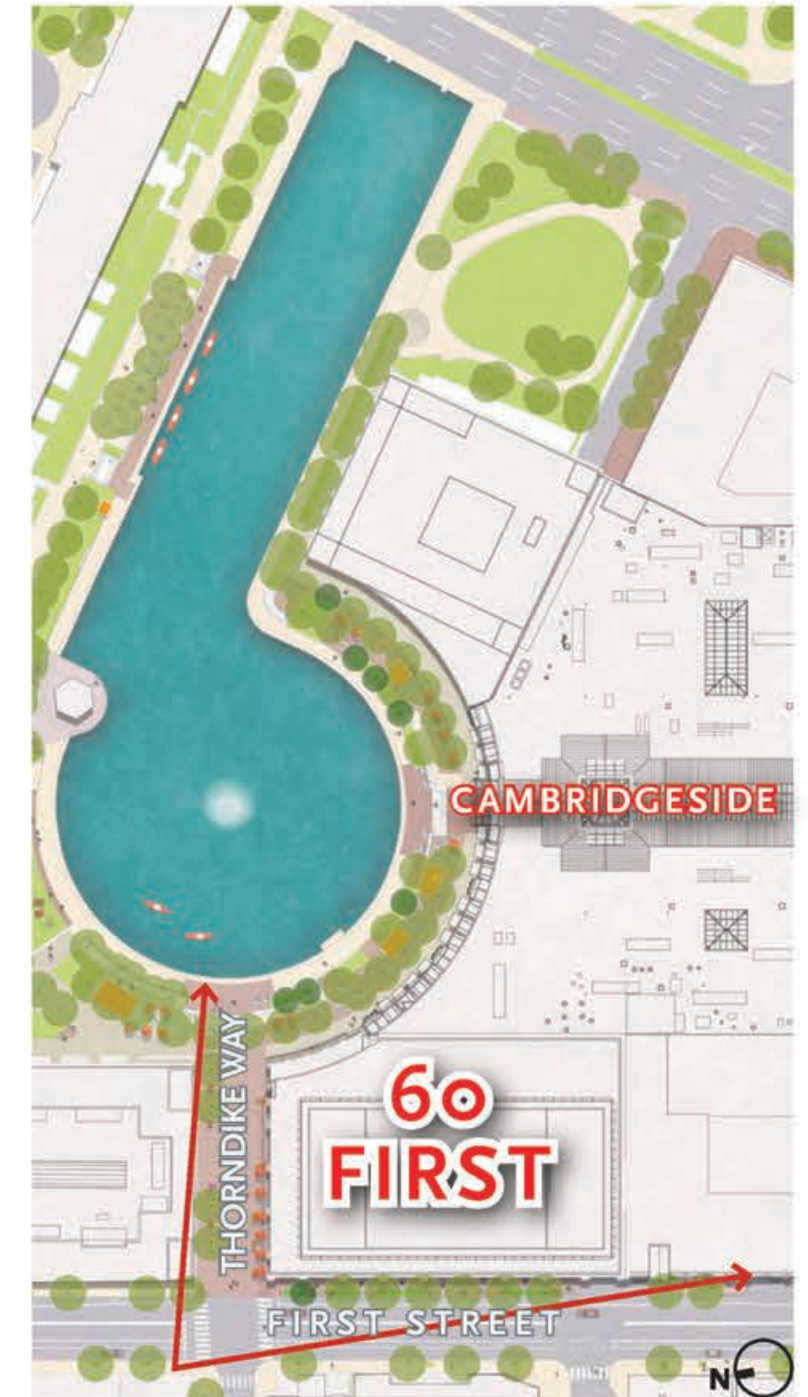 CAMBRIDGESIDE
60
FIRST
THORNDIKE WAY
FIRST STREET
N